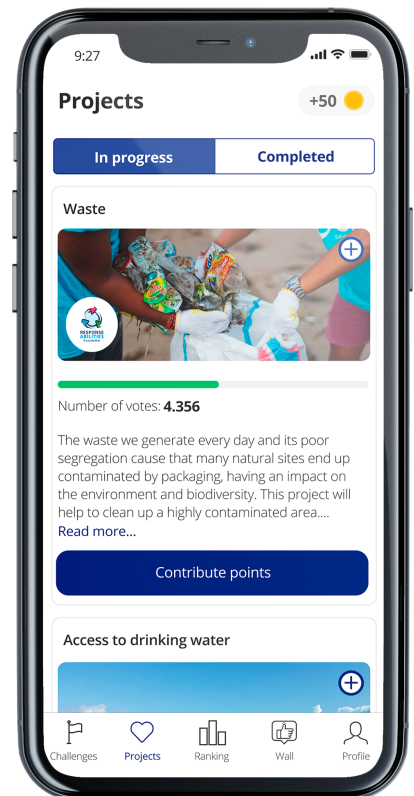 9:27
Projects
+50
In progress
Completed
Waste
RESPONSE
ABILITIES
Number of votes: 4.356
The waste we generate every day and its poor
segregation cause that many natural sites end up
contaminated by packaging, having an impact on
the environment and biodiversity. This project will
help to clean up a highly contaminated area....
Read more...
Contribute points
Access to drinking water
Challenges
Projects
Ranking
Wall
Profile